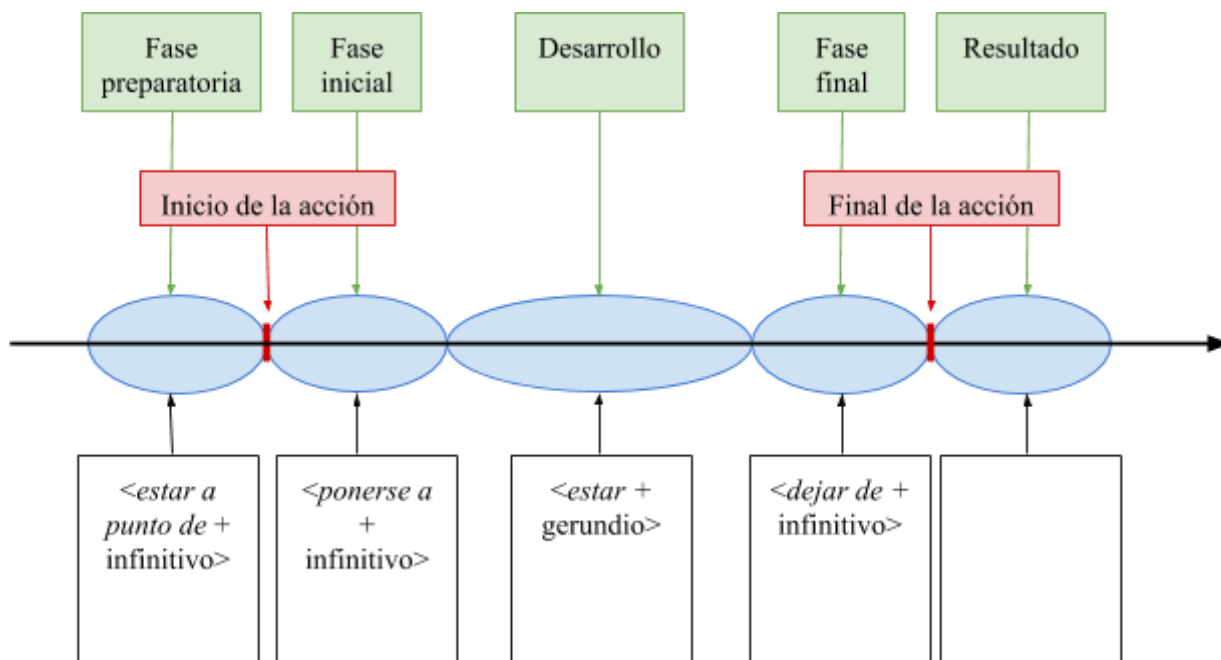 Fase
preparatoria
Fase
inicial
Desarrollo
Fase
final
Resultado
Inicio de la acción
Final de la acción
<estar a
punto de +
infinitivo>
<ponerse a
+
infinitivo>
<estar +
gerundio>
<dejar de +
infinitivo>